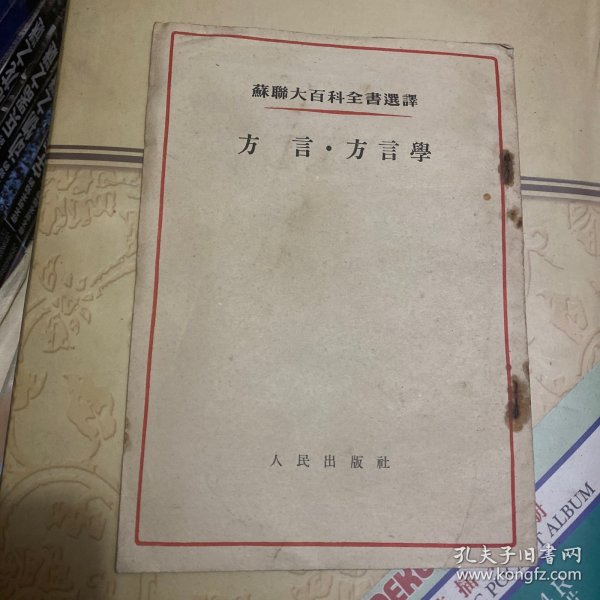 蘇聯大百科全書選譯
方言·方言學
人民出版社
ALBUM
孔夫子旧书网
www.kongfz.com